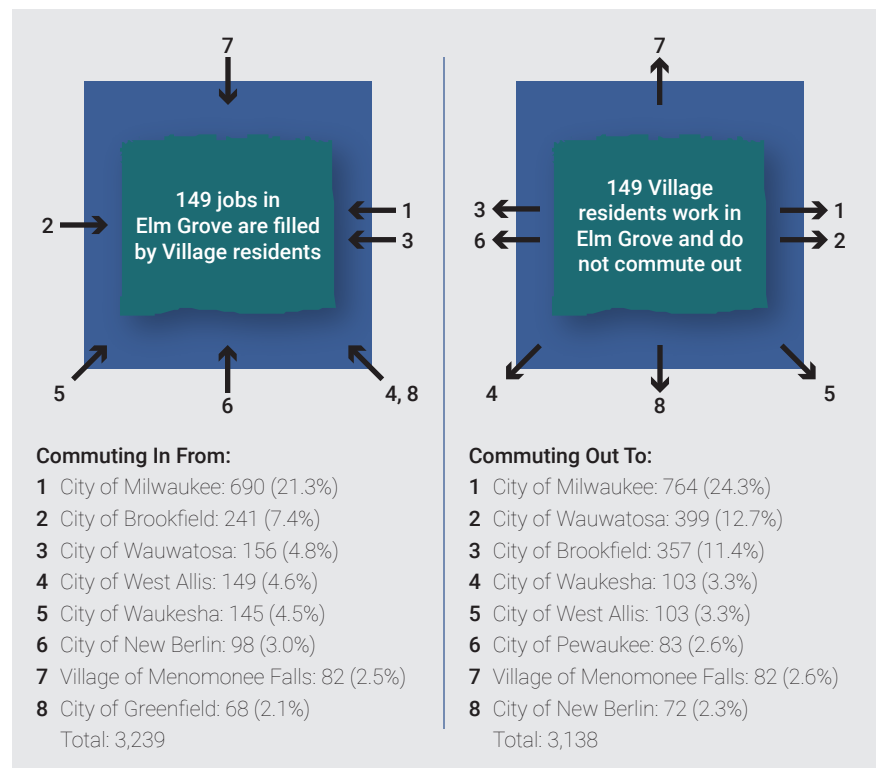 7
149 jobs in
Elm Grove are filled
by Village residents
2
1
3
5
6
4, 8
Commuting In From:
1 City of Milwaukee: 690 (21.3%)
2 City of Brookfield: 241 (7.4%)
3 City of Wauwatosa: 156 (4.8%)
4 City of West Allis: 149 (4.6%)
5 City of Waukesha: 145 (4.5%)
6 City of New Berlin: 98 (3.0%)
7 Village of Menomonee Falls: 82 (2.5%)
8 City of Greenfield: 68 (2.1%)
Total: 3,239
7
149 Village
residents work in
Elm Grove and do
not commute out
3
6
1
2
4
8
5
Commuting Out To:
1 City of Milwaukee: 764 (24.3%)
2 City of Wauwatosa: 399 (12.7%)
3 City of Brookfield: 357 (11.4%)
4 City of Waukesha: 103 (3.3%)
5 City of West Allis: 103 (3.3%)
6 City of Pewaukee: 83 (2.6%)
7 Village of Menomonee Falls: 82 (2.6%)
8 City of New Berlin: 72 (2.3%)
Total: 3,138